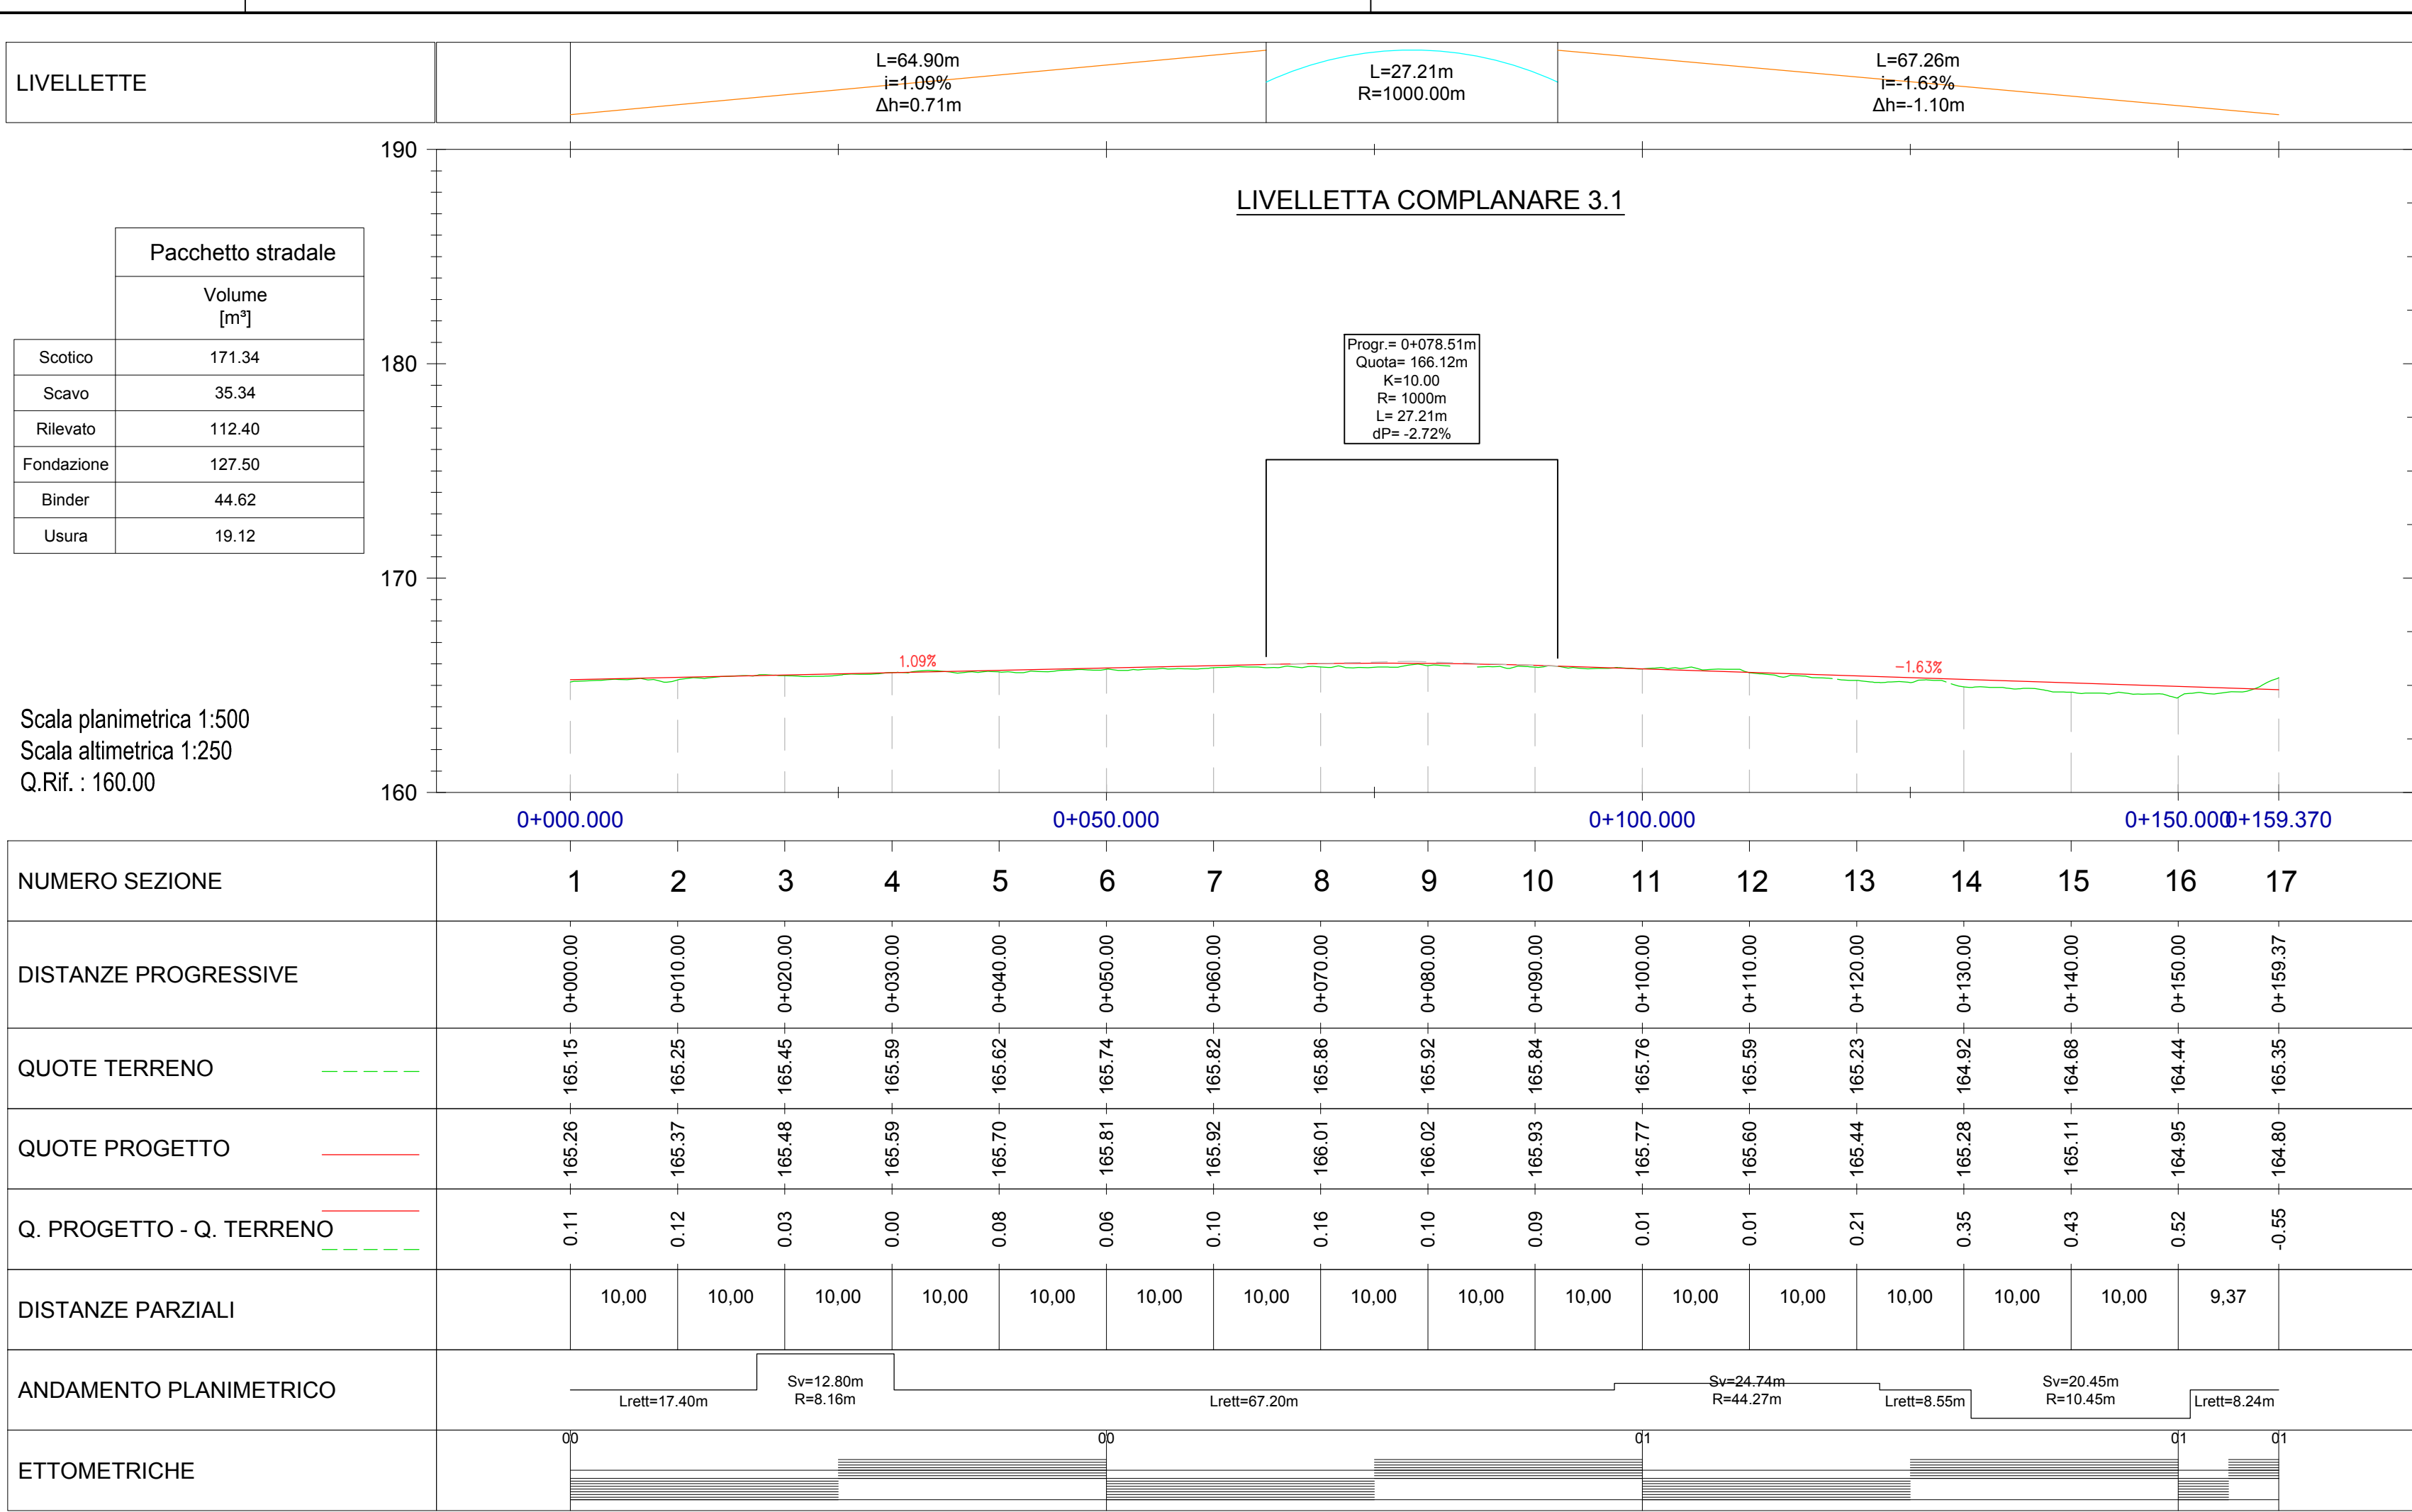 LIVELLETTE
L=64.90m
i=1.09%
Δh=0.71m
L=27.21m
R=1000.00m
L=67.26m
i=-1.63%
Δh=-1.10m
LIVELLETTA COMPLANARE 3.1
190
180
170
160
Pacchetto stradale
Volume
[m³]
Scotico 171.34
Scavo 35.34
Rilevato 112.40
Fondazione 127.50
Binder 44.62
Usura 19.12
Progr.= 0+078.51m
Quota= 166.12m
K=10.00
R= 1000m
L= 27.21m
dP= -2.72%
1.09%
-1.63%
Scala planimetrica 1:500
Scala altimetrica 1:250
Q.Rif. : 160.00
0+000.000 0+050.000 0+100.000 0+150.000 0+159.370
NUMERO SEZIONE 1 2 3 4 5 6 7 8 9 10 11 12 13 14 15 16 17
DISTANZE PROGRESSIVE 0+000.00 0+010.00 0+020.00 0+030.00 0+040.00 0+050.00 0+060.00 0+070.00 0+080.00 0+090.00 0+100.00 0+110.00 0+120.00 0+130.00 0+140.00 0+150.00 0+159.37
QUOTE TERRENO 165.15 165.25 165.45 165.59 165.62 165.74 165.82 165.86 165.92 165.84 165.76 165.59 165.23 164.92 164.68 164.44 165.35
QUOTE PROGETTO 165.26 165.37 165.48 165.59 165.70 165.81 165.92 166.01 166.02 165.93 165.77 165.60 165.44 165.28 165.11 164.95 164.80
Q. PROGETTO - Q. TERRENO 0.11 0.12 0.03 0.00 0.08 0.06 0.10 0.16 0.10 0.09 0.01 0.01 0.21 0.35 0.43 0.52 -0.55
DISTANZE PARZIALI 10,00 10,00 10,00 10,00 10,00 10,00 10,00 10,00 10,00 10,00 10,00 10,00 10,00 10,00 10,00 9,37
ANDAMENTO PLANIMETRICO
Lrett=17.40m
Sv=12.80m
R=8.16m
Lrett=67.20m
Sv=24.74m
R=44.27m
Lrett=8.55m
Sv=20.45m
R=10.45m
Lrett=8.24m
ETTOMETRICHE 00 00 01 01 01